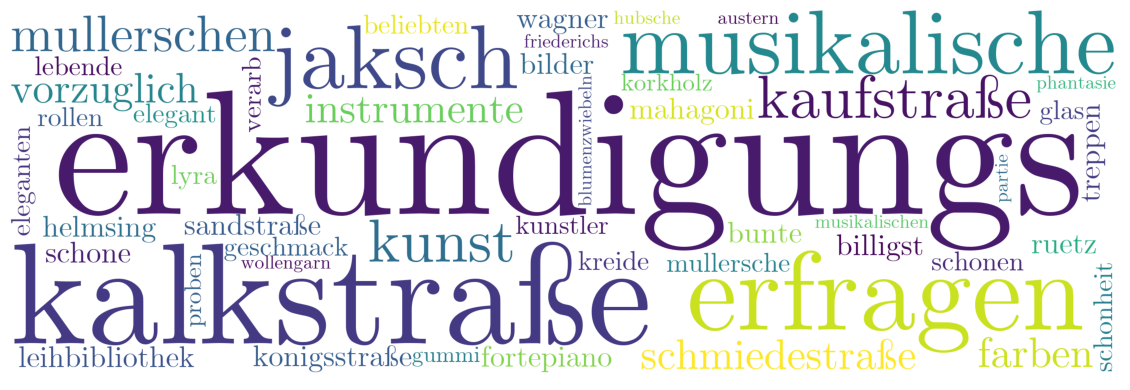 mullerschen
jaksch
beliebten
wagner
hubsche
austern
musikalische
friederichs
lebende
bilder
vorzuglich
verarb
korkholz
phantasie
instrumente
mahagoni
kaufstraße
rollen
elegant
glas
erkundigungs
eleganten
blumenzwiebeln
treppen
lyra
partie
helmsing
sandstraße
kunstler
musikalischen
kunst
bunte
schone
geschmack
billigst
ruetz
wollengarn
kreide
mullersche
schonen
kalkstraße
proben
erfragen
schonheit
leihbibliothek
konigsstraße
gummi
fortepiano
schmiedestraße
farben